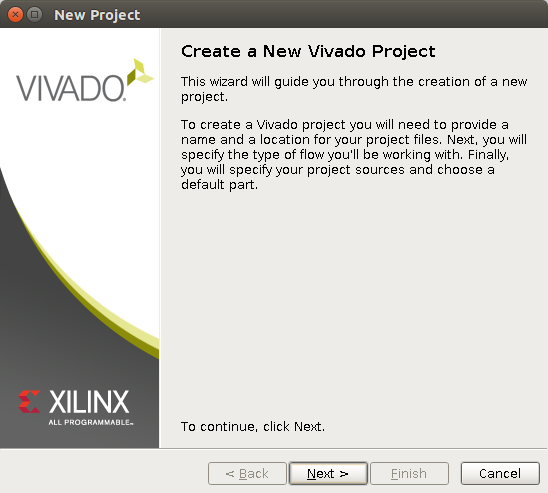 New Project
VIVADO.
Create a New Vivado Project
This wizard will guide you through the creation of a new
project.
To create a Vivado project you will need to provide a
name and a location for your project files. Next, you will
specify the type of flow you'll be working with. Finally,
you will specify your project sources and choose a
default part.
XILINX
ALL PROGRAMMABLE™
To continue, click Next.
< Back
Next >
Finish
Cancel